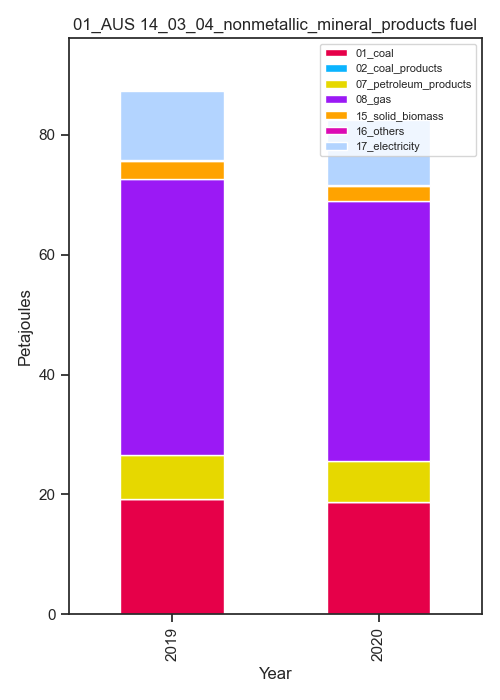 01_AUS 14_03_04_nonmetallic_mineral_products fuel
01_coal
02_coal_products
07_petroleum_products
08_gas
15_solid_biomass
16_others
17_electricity
80
60
40
20
0
Petajoules
2019
2020
Year